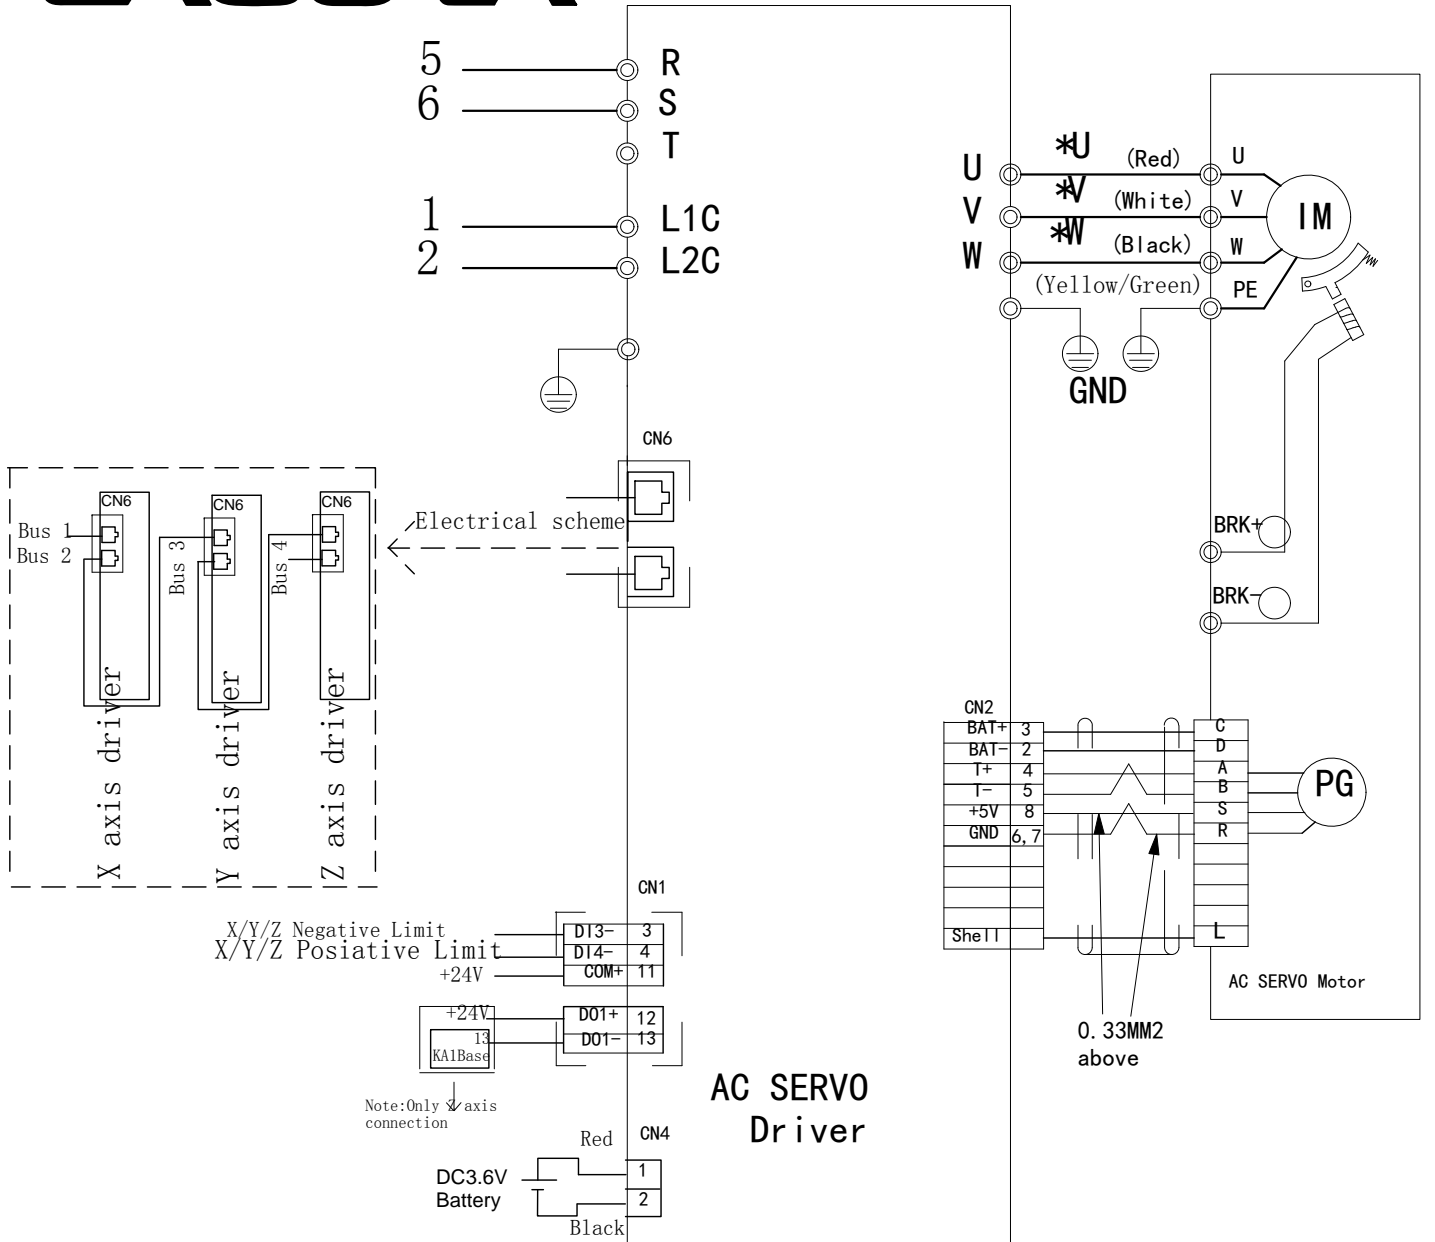 5 R
6 S
T
1 L1C
2 L2C
U *U (Red) U
V *V (White) V
W *W (Black) W
(Yellow/Green) PE
IM
GND
CN6
Electrical scheme
CN6 CN6 CN6
Bus 1
Bus 2
Bus 3
Bus 4
X axis driver
Y axis driver
Z axis driver
BRK+
BRK-
CN2
BAT+ 3 C
BAT- 2 D
T+ 4 A
T- 5 B
+5V 8 S
GND 6,7 R
Shell L
PG
AC SERVO Motor
0.33MM2
above
CN1
X/Y/Z Negative Limit DI3- 3
X/Y/Z Posiative Limit DI4- 4
+24V COM+ 11
+24V DO1+ 12
13 DO1- 13
KA1Base
Note:Only Z axis
connection
AC SERVO
Driver
Red CN4
DC3.6V 1
Battery 2
Black